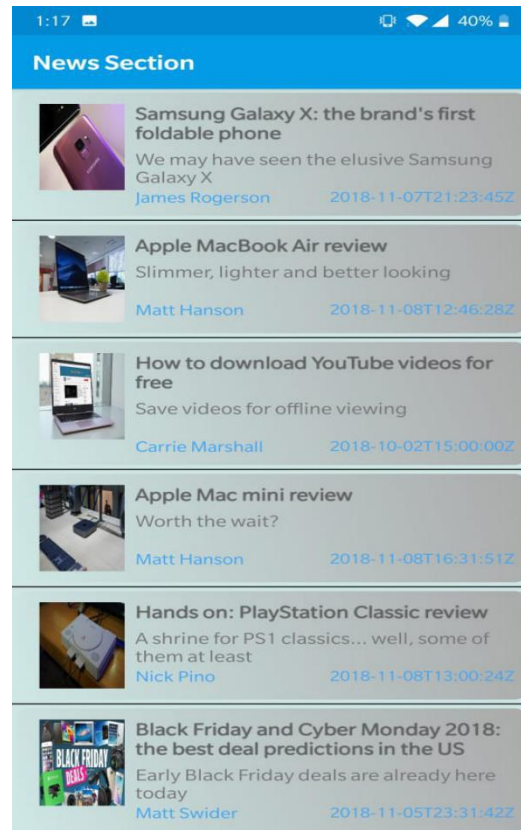 1:17
40%
News Section
Samsung Galaxy X: the brand's first
foldable phone
We may have seen the elusive Samsung
Galaxy X
James Rogerson 2018-11-07T21:23:45Z
Apple MacBook Air review
Slimmer, lighter and better looking
Matt Hanson 2018-11-08T12:46:28Z
How to download YouTube videos for
free
Save videos for offline viewing
Carrie Marshall 2018-10-02T15:00:00Z
Apple Mac mini review
Worth the wait?
Matt Hanson 2018-11-08T16:31:51Z
Hands on: PlayStation Classic review
A shrine for PS1 classics... well, some of
them at least
Nick Pino 2018-11-08T13:00:24Z
BLACK FRIDAY
DEALS
Black Friday and Cyber Monday 2018:
the best deal predictions in the US
Early Black Friday deals are already here
today
Matt Swider 2018-11-05T23:31:42Z